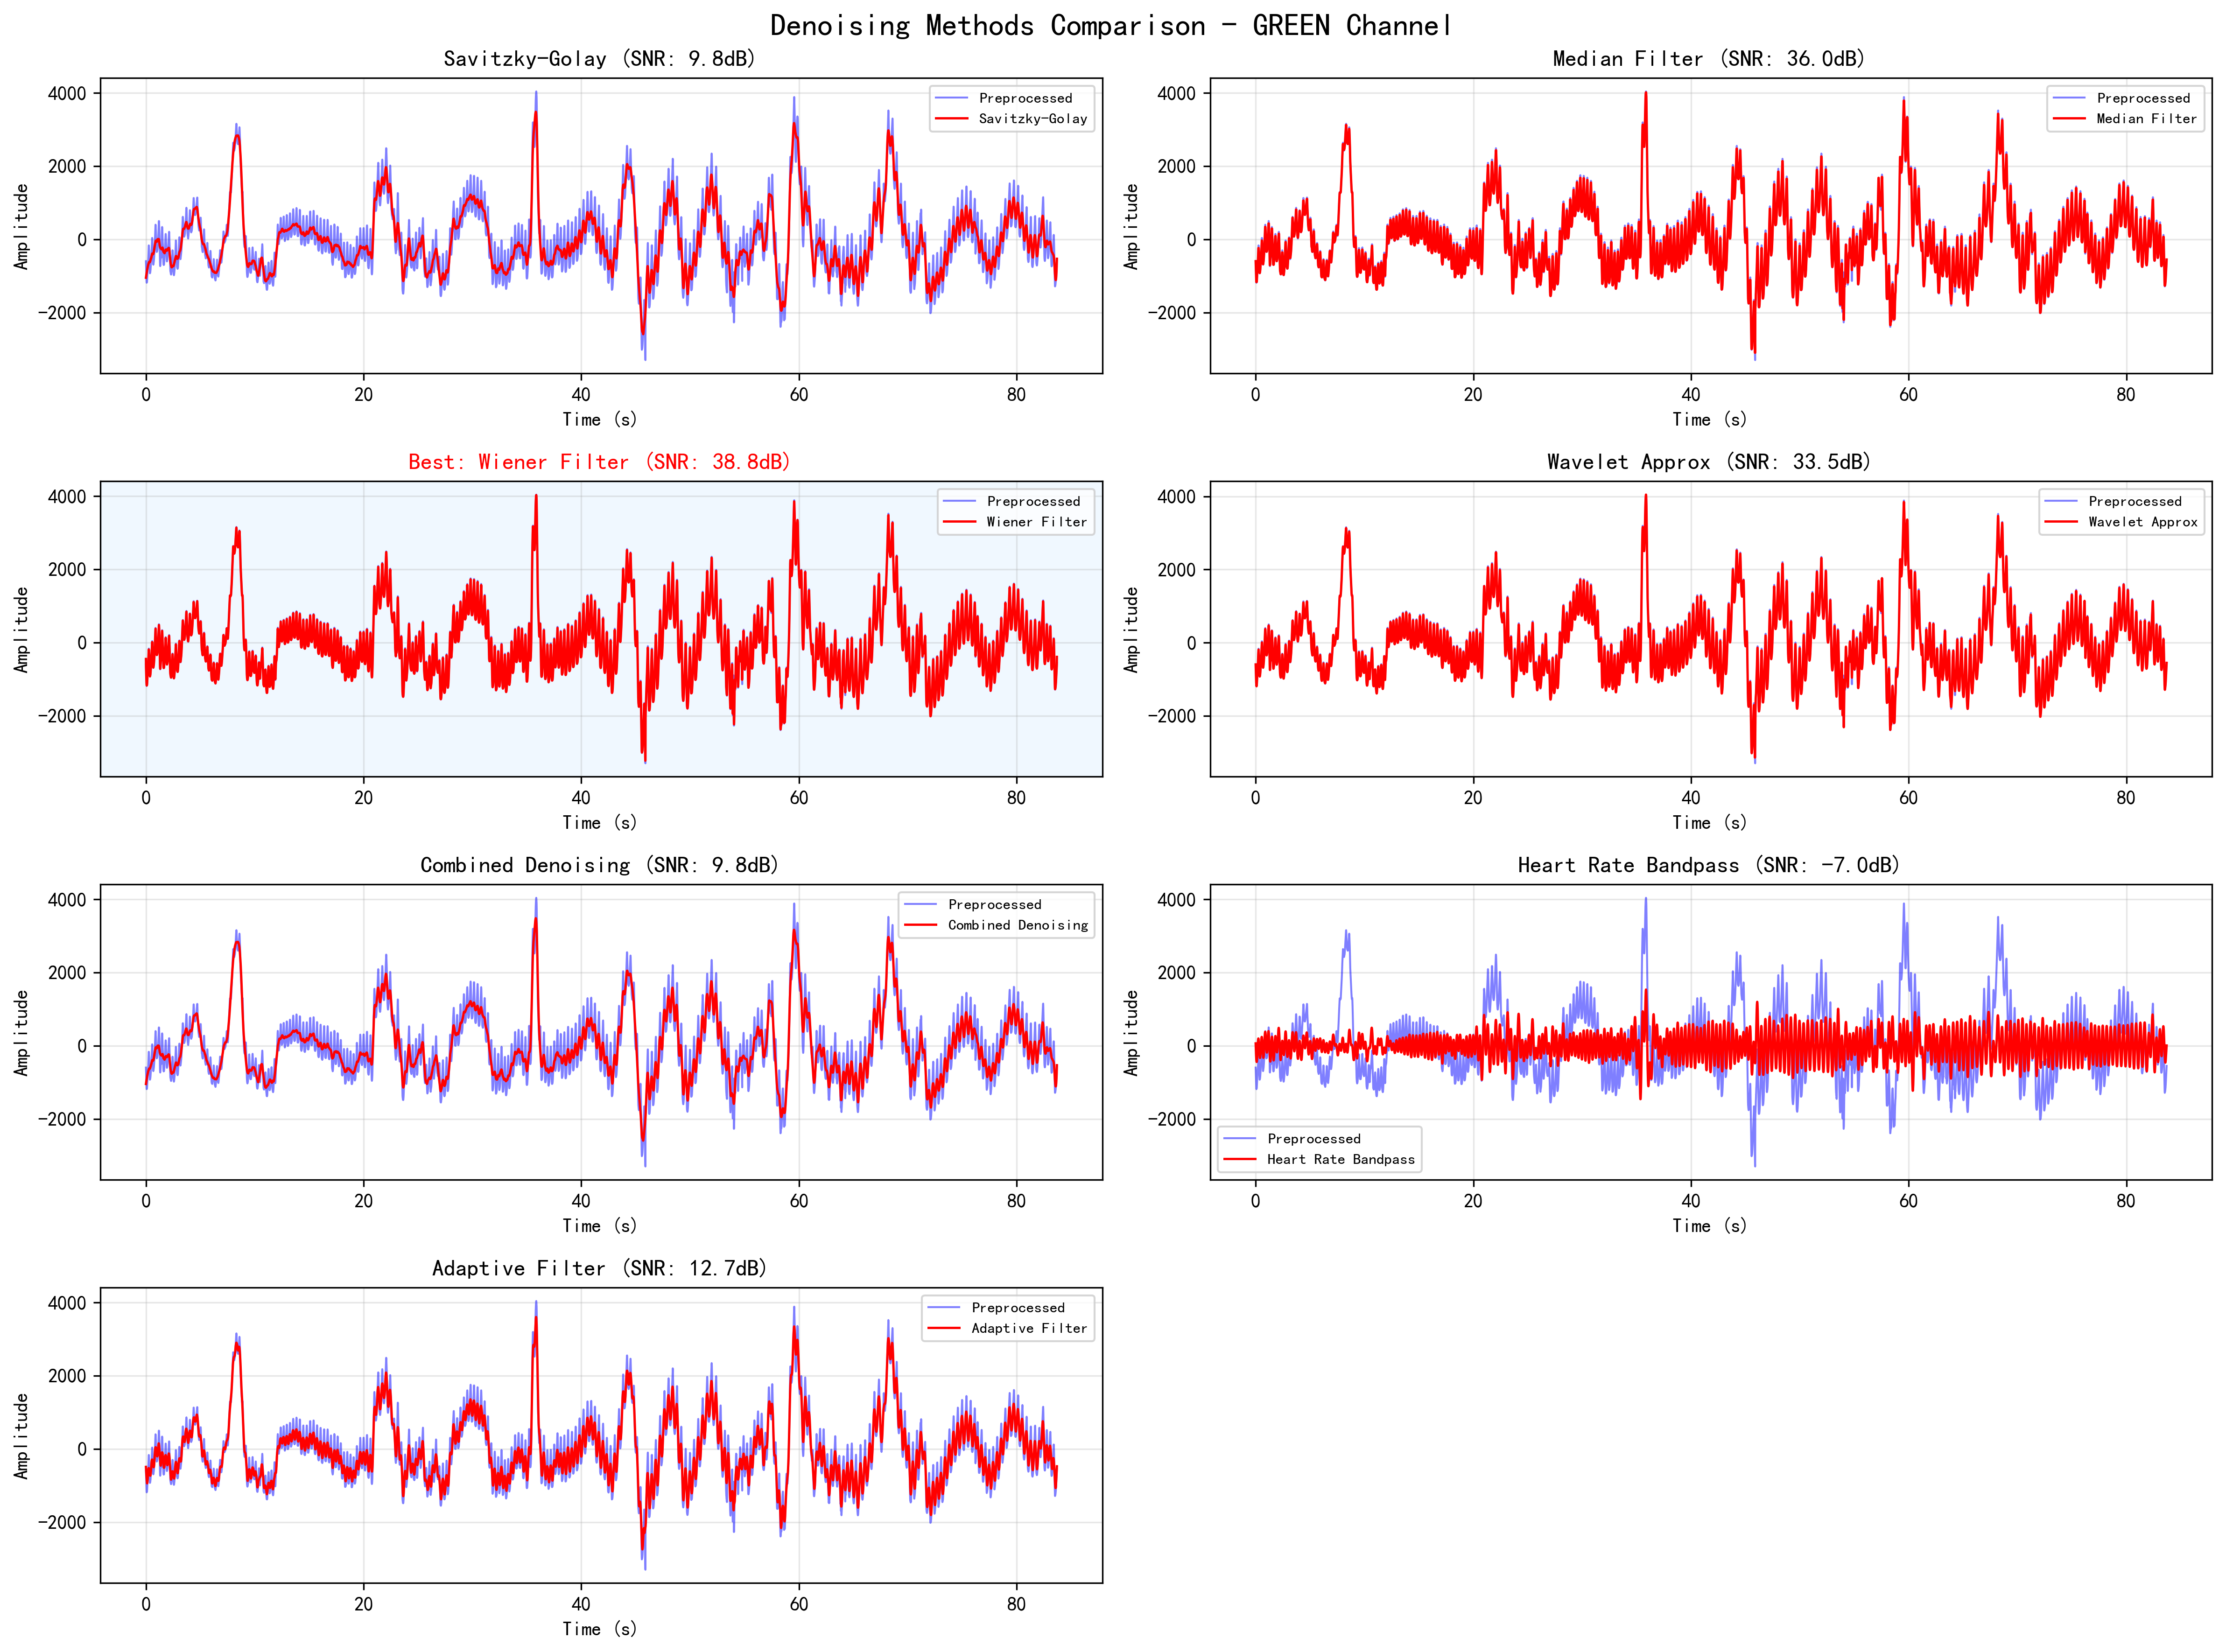 Denoising Methods Comparison - GREEN Channel
Savitzky-Golay (SNR: 9.8dB)
4000
2000
0
-2000
Amplitude
Preprocessed
Savitzky-Golay
0 20 40 60 80
Time (s)
Median Filter (SNR: 36.0dB)
4000
2000
0
-2000
Amplitude
Preprocessed
Median Filter
0 20 40 60 80
Time (s)
Best: Wiener Filter (SNR: 38.8dB)
4000
2000
0
-2000
Amplitude
Preprocessed
Wiener Filter
0 20 40 60 80
Time (s)
Wavelet Approx (SNR: 33.5dB)
4000
2000
0
-2000
Amplitude
Preprocessed
Wavelet Approx
0 20 40 60 80
Time (s)
Combined Denoising (SNR: 9.8dB)
4000
2000
0
-2000
Amplitude
Preprocessed
Combined Denoising
0 20 40 60 80
Time (s)
Heart Rate Bandpass (SNR: -7.0dB)
4000
2000
0
-2000
Amplitude
Preprocessed
Heart Rate Bandpass
0 20 40 60 80
Time (s)
Adaptive Filter (SNR: 12.7dB)
4000
2000
0
-2000
Amplitude
Preprocessed
Adaptive Filter
0 20 40 60 80
Time (s)